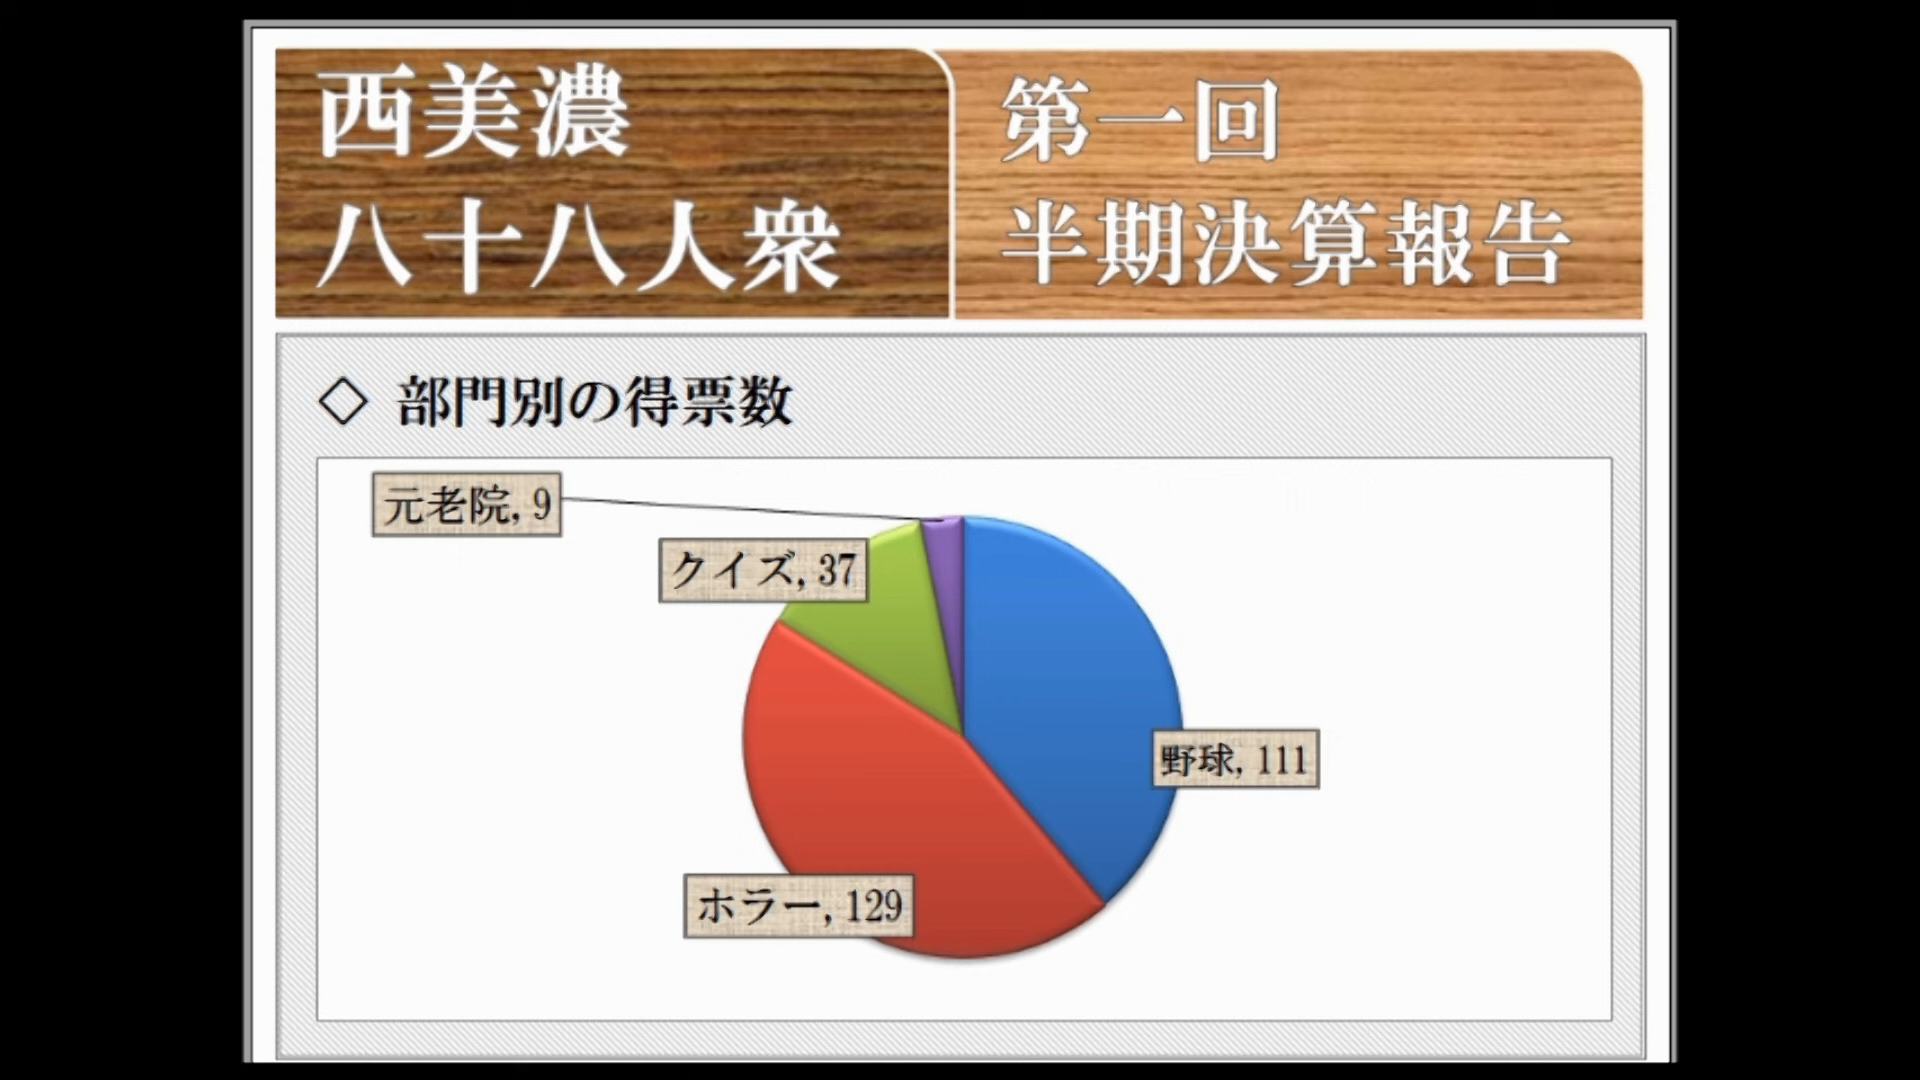 西美濃
八十八人衆
第一回
半期決算報告
◇ 部門別の得票数
元老院, 9
クイズ, 37
野球, 111
ホラー, 129